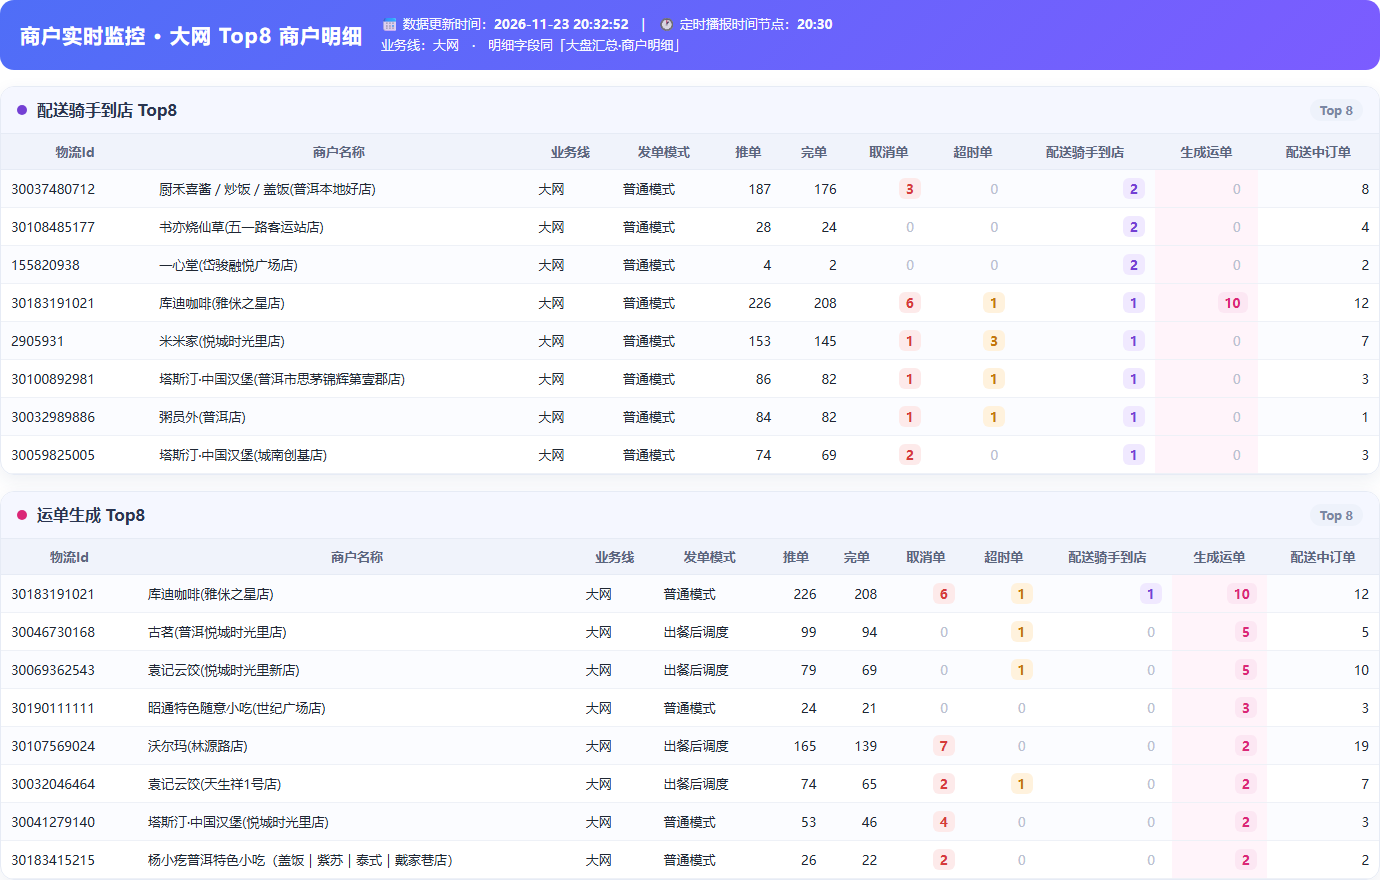 商户实时监控 • 大网 Top8 商户明细
数据更新时间：2026-11-23 20:32:52 | 定时播报时间节点：20:30
业务线：大网 · 明细字段同「大盘汇总·商户明细」
配送骑手到店 Top8 Top 8
物流Id 商户名称 业务线 发单模式 推单 完单 取消单 超时单 配送骑手到店 生成运单 配送中订单
30037480712 厨禾喜酱 / 炒饭 / 盖饭(普洱本地好店) 大网 普通模式 187 176 3 0 2 0 8
30108485177 书亦烧仙草(五一路客运站店) 大网 普通模式 28 24 0 0 2 0 4
155820938 一心堂(岱骏融悦广场店) 大网 普通模式 4 2 0 0 2 0 2
30183191021 库迪咖啡(雅侎之星店) 大网 普通模式 226 208 6 1 1 10 12
2905931 米米家(悦城时光里店) 大网 普通模式 153 145 1 3 1 0 7
30100892981 塔斯汀·中国汉堡(普洱市思茅锦辉第壹郡店) 大网 普通模式 86 82 1 1 1 0 3
30032989886 粥员外(普洱店) 大网 普通模式 84 82 1 1 1 0 1
30059825005 塔斯汀·中国汉堡(城南创基店) 大网 普通模式 74 69 2 0 1 0 3
运单生成 Top8 Top 8
物流Id 商户名称 业务线 发单模式 推单 完单 取消单 超时单 配送骑手到店 生成运单 配送中订单
30183191021 库迪咖啡(雅侎之星店) 大网 普通模式 226 208 6 1 1 10 12
30046730168 古茗(普洱悦城时光里店) 大网 出餐后调度 99 94 0 1 0 5 5
30069362543 袁记云饺(悦城时光里新店) 大网 出餐后调度 79 69 0 1 0 5 10
30190111111 昭通特色随意小吃(世纪广场店) 大网 普通模式 24 21 0 0 0 3 3
30107569024 沃尔玛(林源路店) 大网 出餐后调度 165 139 7 0 0 2 19
30032046464 袁记云饺(天生祥1号店) 大网 出餐后调度 74 65 2 1 0 2 7
30041279140 塔斯汀·中国汉堡(悦城时光里店) 大网 普通模式 53 46 4 0 0 2 3
30183415215 杨小疙普洱特色小吃（盖饭｜紫苏｜泰式｜戴家巷店） 大网 普通模式 26 22 2 0 0 2 2